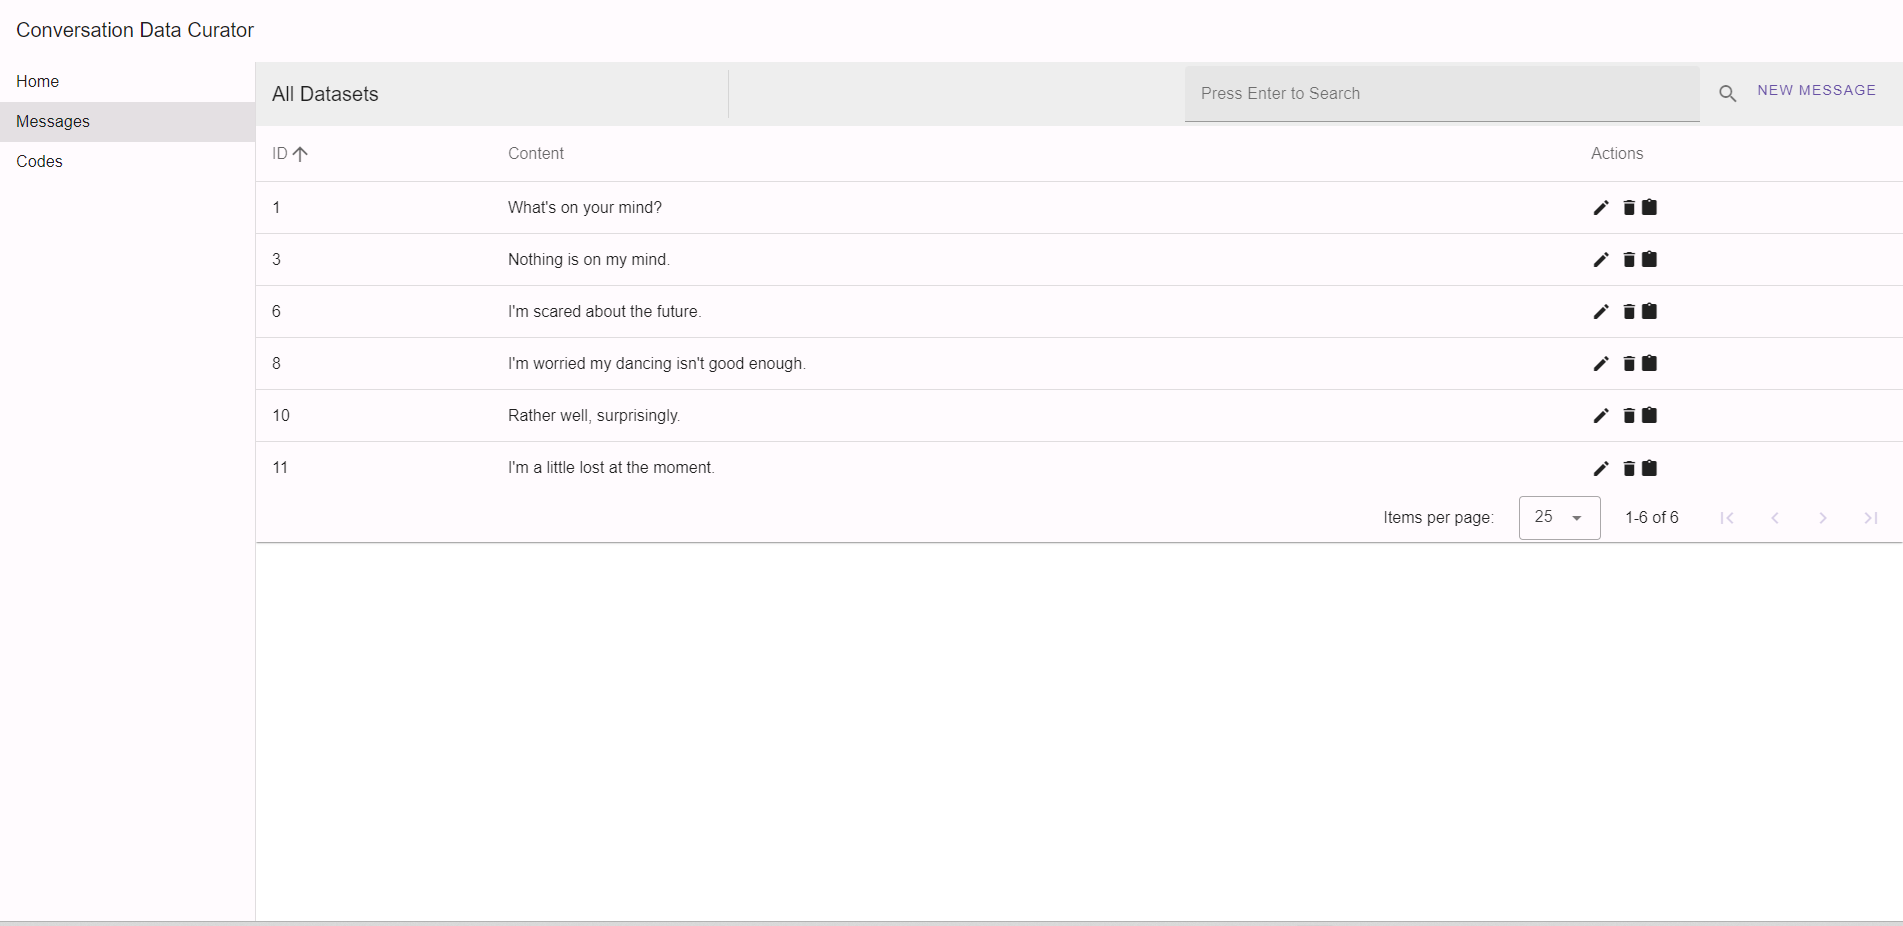 Conversation Data Curator
Home
Messages
Codes
All Datasets
Press Enter to Search
NEW MESSAGE
ID Content Actions
1 What's on your mind?
3 Nothing is on my mind.
6 I'm scared about the future.
8 I'm worried my dancing isn't good enough.
10 Rather well, surprisingly.
11 I'm a little lost at the moment.
Items per page: 25 1-6 of 6